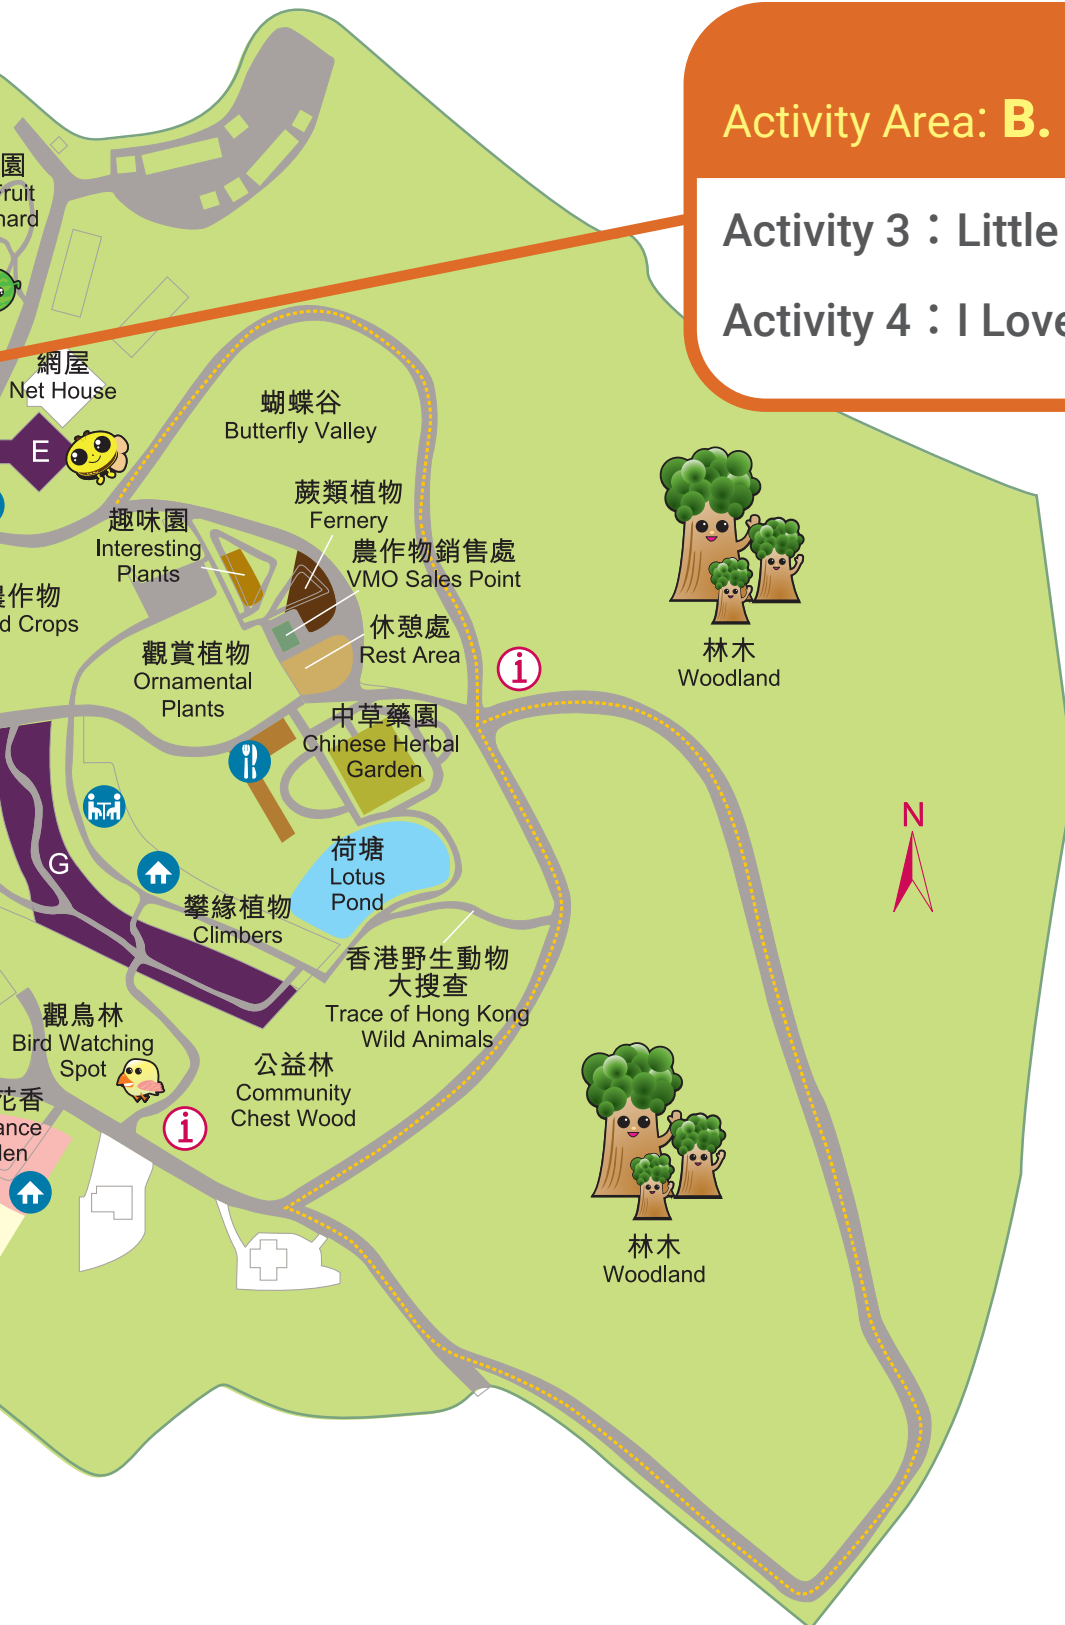 Activity Area: B.
Activity 3：Little
Activity 4：I Love
園
Fruit
網屋
Net House
E
蝴蝶谷
Butterfly Valley
蕨類植物
Fernery
趣味園
Interesting
Plants
農作物銷售處
VMO Sales Point
作物
d Crops
休憩處
Rest Area
觀賞植物
Ornamental
Plants
i
林木
Woodland
中草藥園
Chinese Herbal
Garden
N
G
荷塘
Lotus
Pond
攀緣植物
Climbers
香港野生動物
大搜查
Trace of Hong Kong
Wild Animals
觀鳥林
Bird Watching
Spot
公益林
Community
Chest Wood
花香
ance
den
i
林木
Woodland